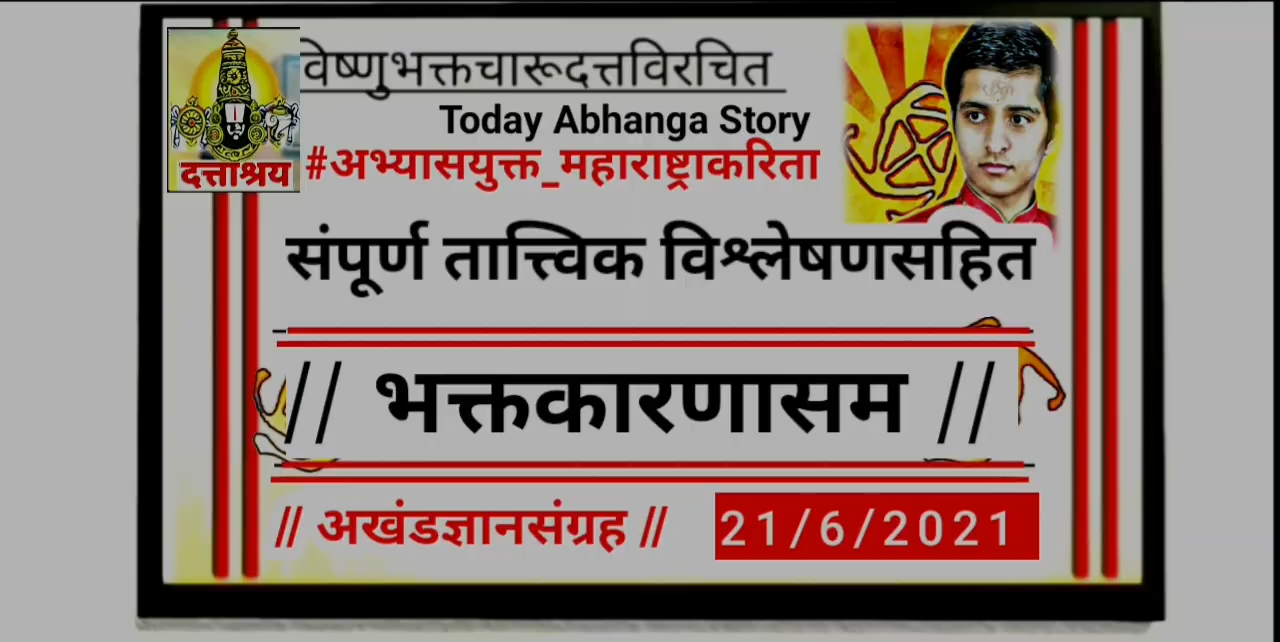 विष्णुभक्तचारूदत्तविरचित
Today Abhanga Story
दत्ताश्रय
#अभ्यासयुक्त_महाराष्ट्राकरिता
संपूर्ण तात्त्विक विश्लेषणसहित
// भक्तकारणासम //
// अखंडज्ञानसंग्रह // 21/6/2021